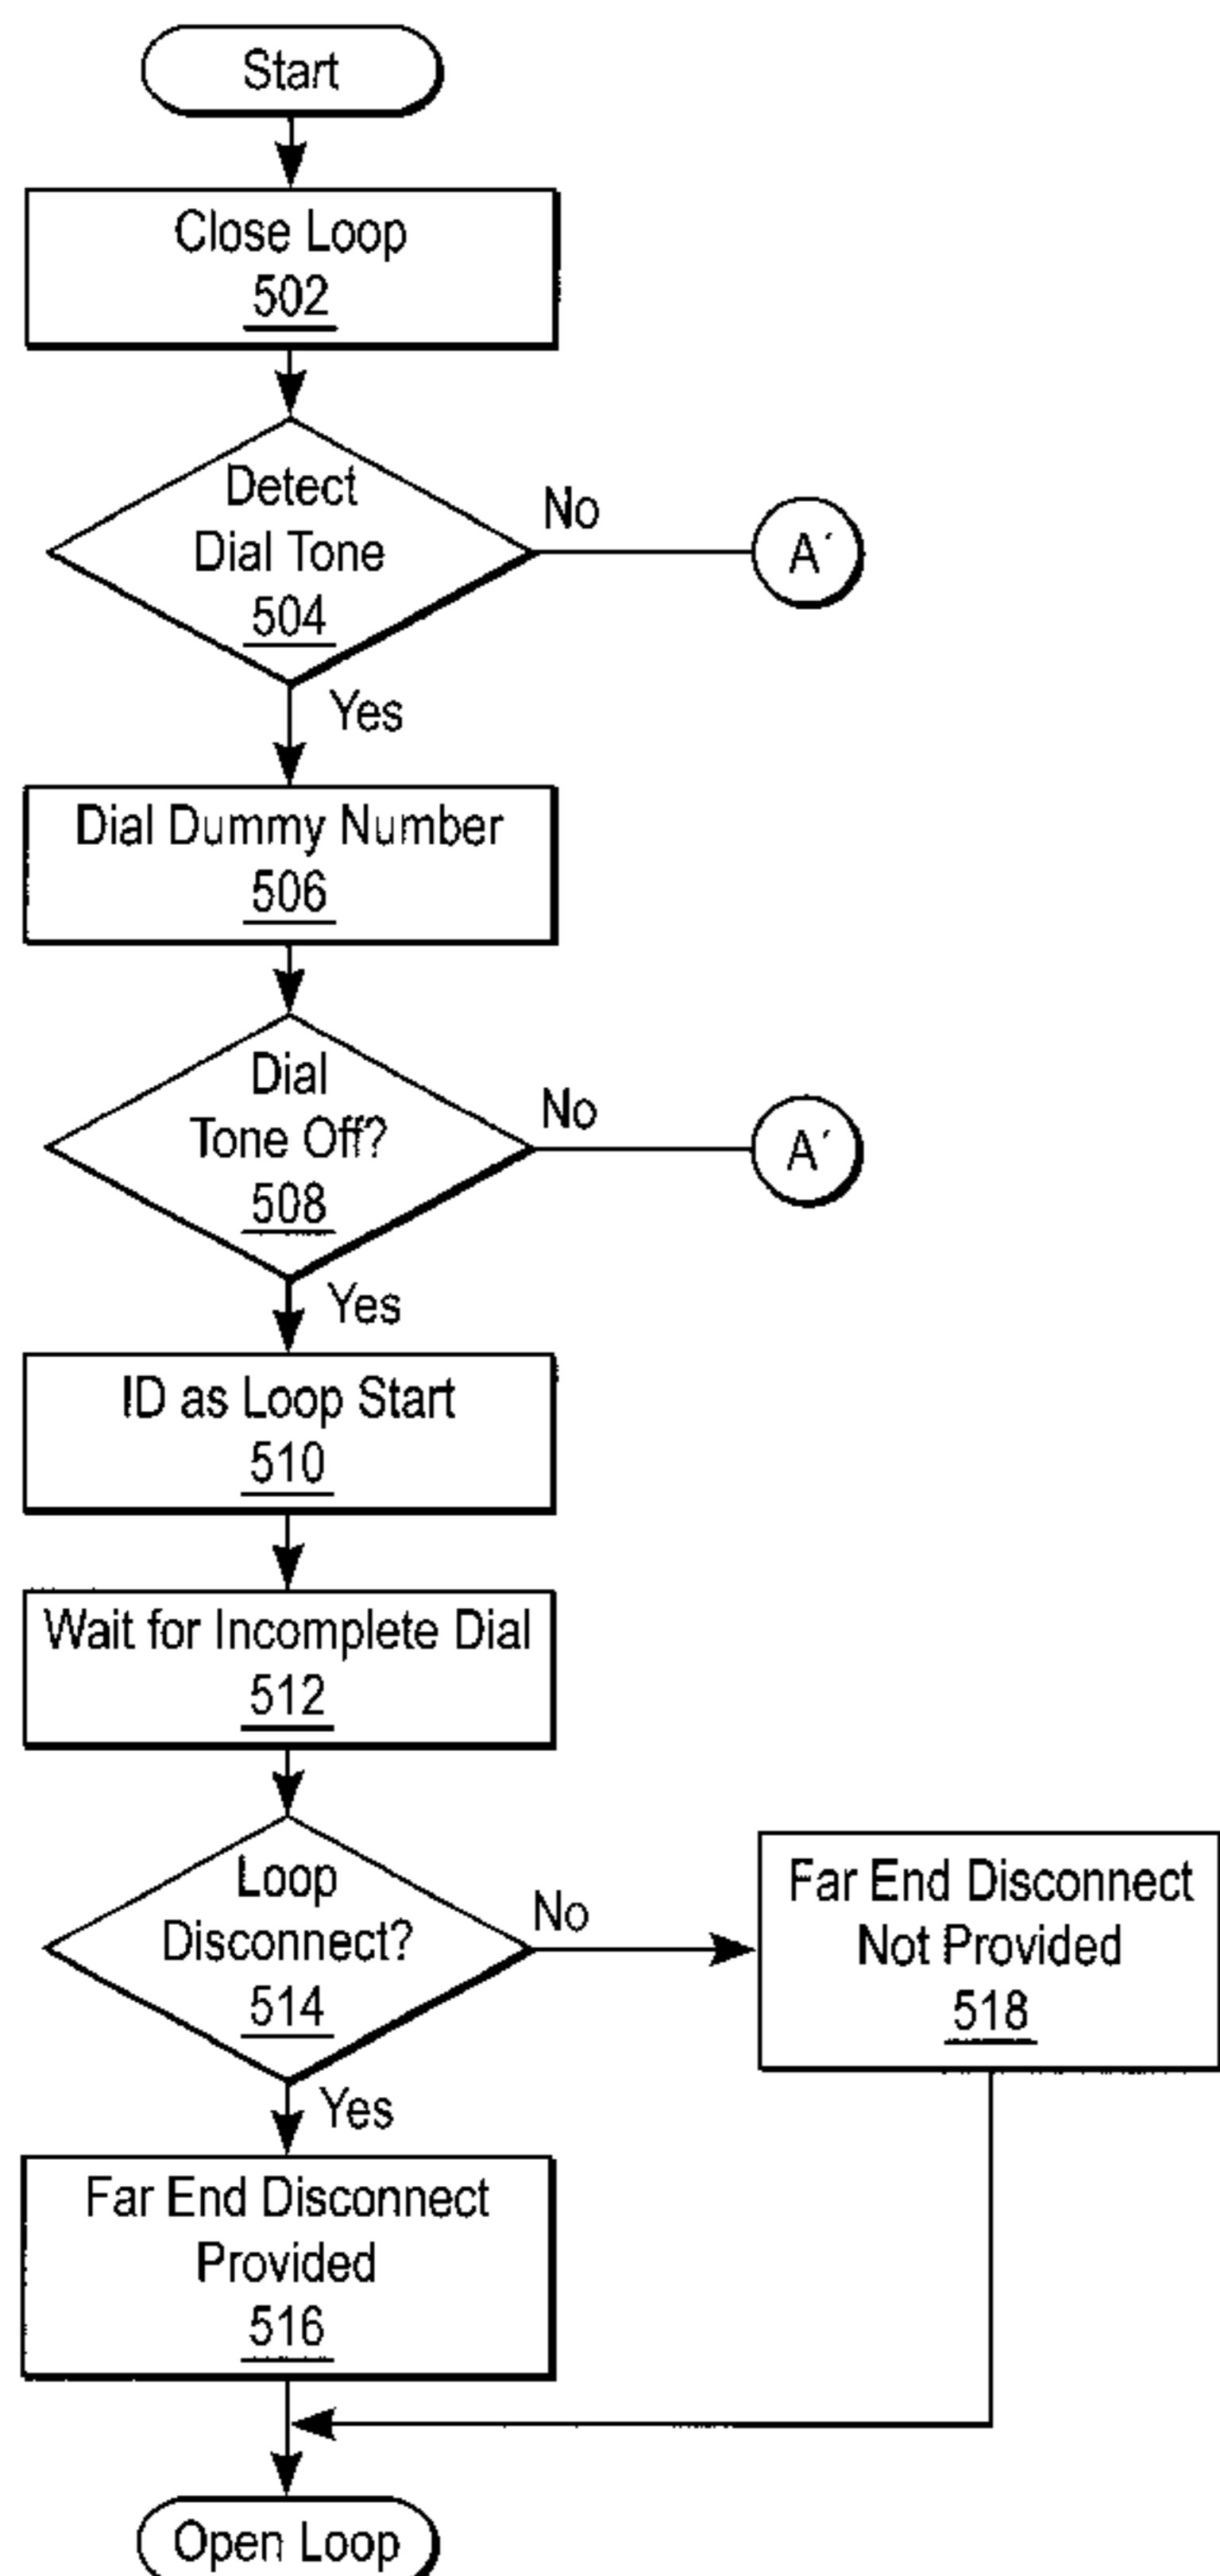 Start
Close Loop
502
Detect
Dial Tone
504
No
A´
Yes
Dial Dummy Number
506
Dial
Tone Off?
508
No
A´
Yes
ID as Loop Start
510
Wait for Incomplete Dial
512
Loop
Disconnect?
514
No
Far End Disconnect
Not Provided
518
Yes
Far End Disconnect
Provided
516
Open Loop